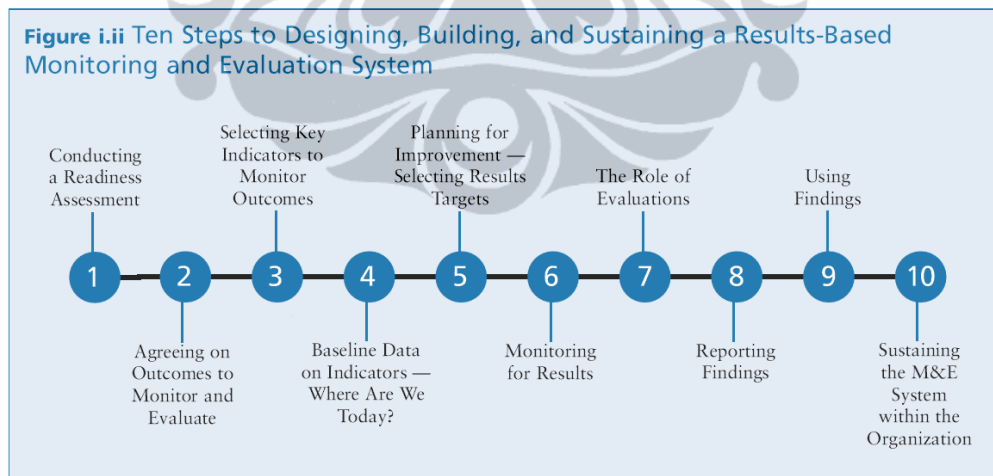 Figure i.ii Ten Steps to Designing, Building, and Sustaining a Results-Based
Monitoring and Evaluation System
Conducting
a Readiness
Assessment
Selecting Key
Indicators to
Monitor
Outcomes
Planning for
Improvement —
Selecting Results
Targets
The Role of
Evaluations
Using
Findings
1
2
3
4
5
6
7
8
9
10
Agreeing on
Outcomes to
Monitor and
Evaluate
Baseline Data
on Indicators —
Where Are We
Today?
Monitoring
for Results
Reporting
Findings
Sustaining
the M&E
System
within the
Organization